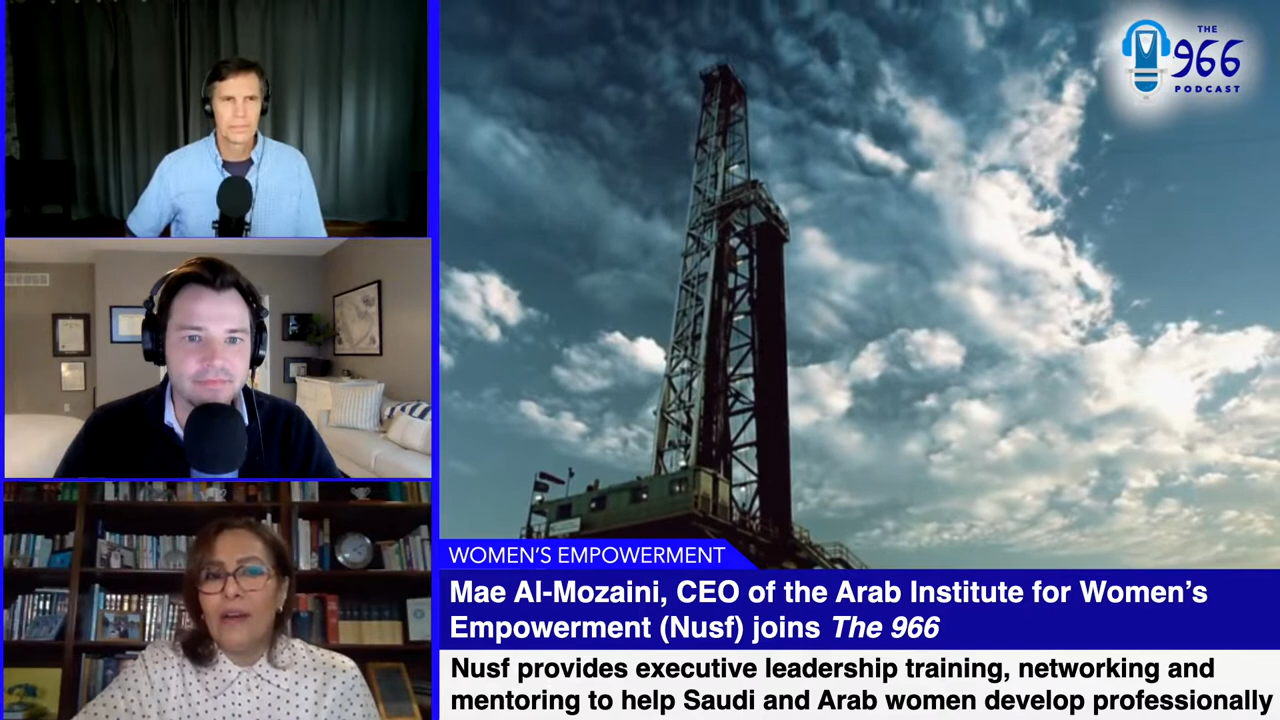 THE
966
PODCAST
WOMEN'S EMPOWERMENT
Mae Al-Mozaini, CEO of the Arab Institute for Women's
Empowerment (Nusf) joins The 966
Nusf provides executive leadership training, networking and
mentoring to help Saudi and Arab women develop professionally